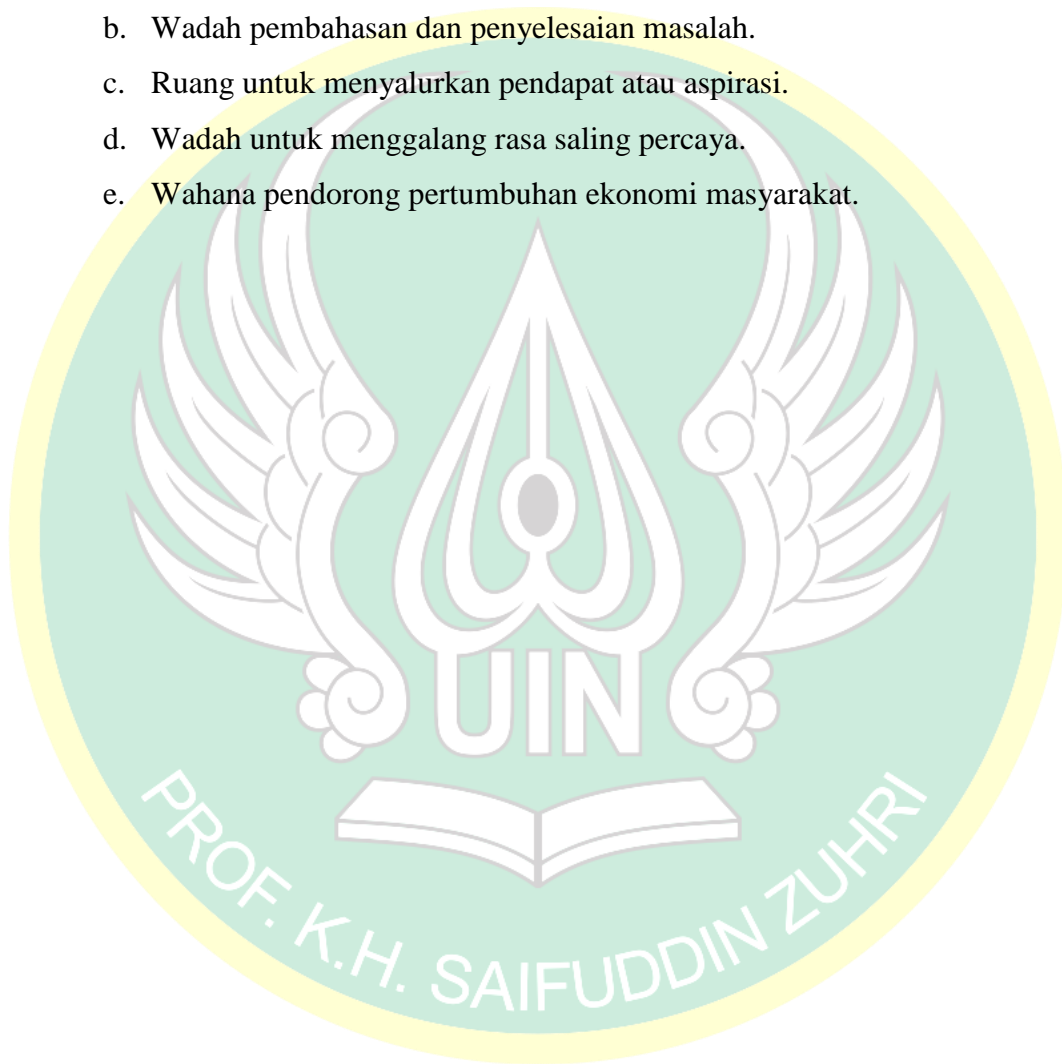 b. Wadah pembahasan dan penyelesaian masalah.
c. Ruang untuk menyalurkan pendapat atau aspirasi.
d. Wadah untuk menggalang rasa saling percaya.
e. Wahana pendorong pertumbuhan ekonomi masyarakat.
UIN
PROF. K.H. SAIFUDDIN ZUHRI